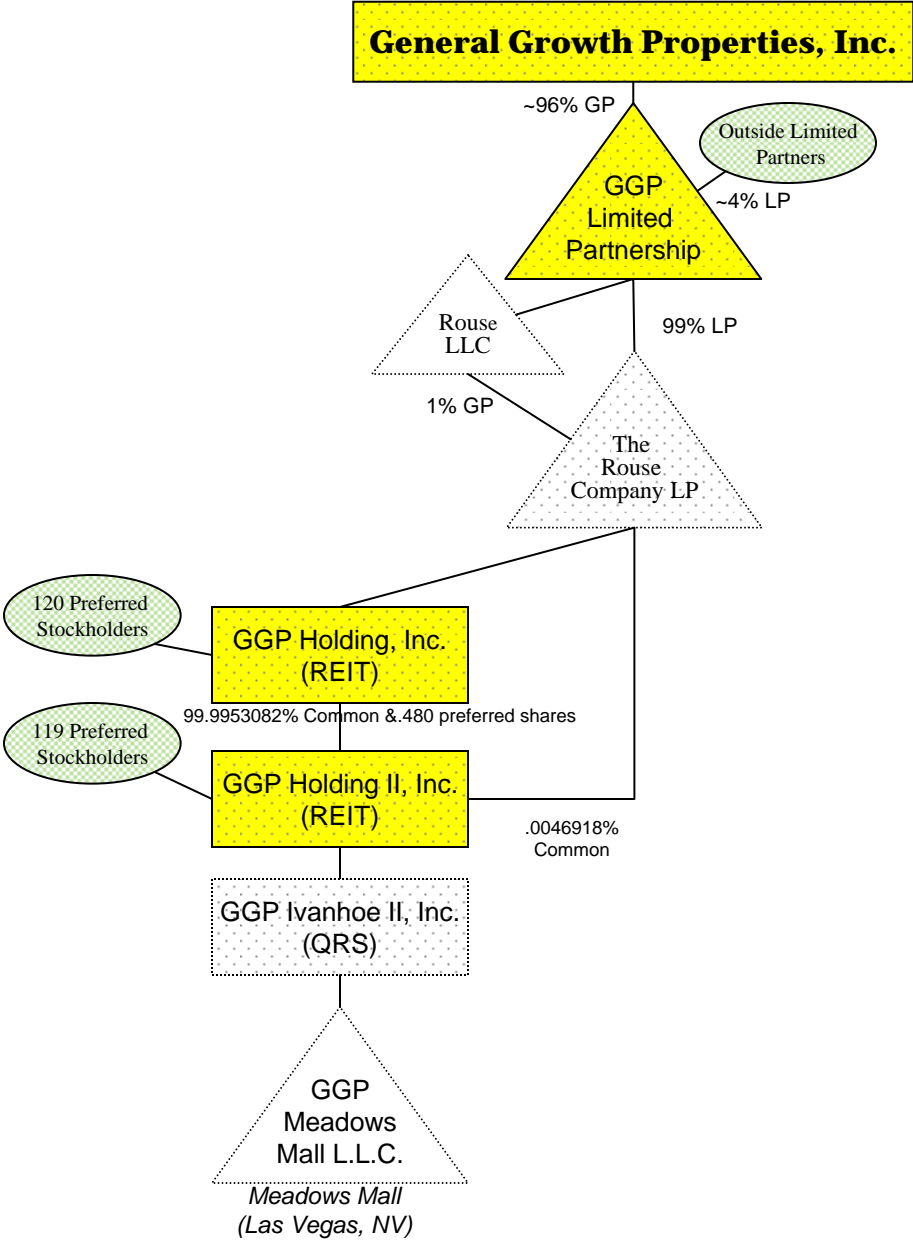 General Growth Properties, Inc.
~96% GP
Outside Limited
Partners
GGP
Limited
Partnership
~4% LP
Rouse
LLC
99% LP
1% GP
The
Rouse
Company LP
120 Preferred
Stockholders
GGP Holding, Inc.
(REIT)
99.9953082% Common &.480 preferred shares
119 Preferred
Stockholders
GGP Holding II, Inc.
(REIT)
.0046918%
Common
GGP Ivanhoe II, Inc.
(QRS)
GGP
Meadows
Mall L.L.C.
Meadows Mall
(Las Vegas, NV)